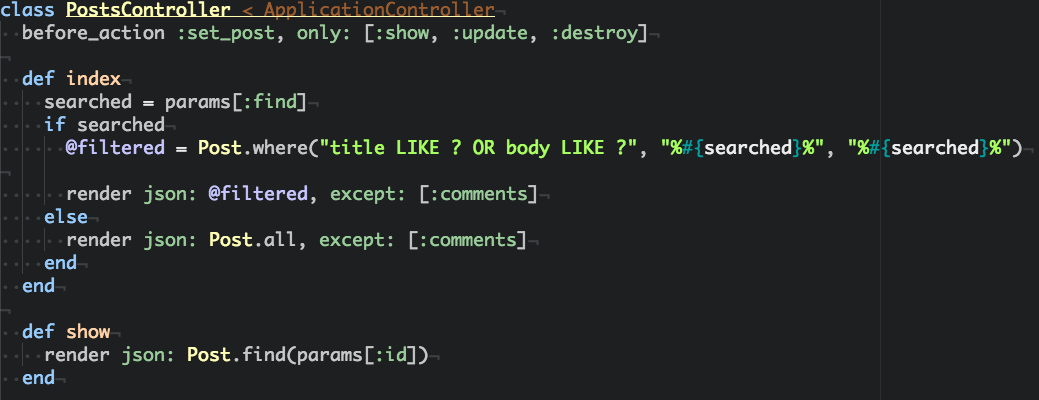 class PostsController < ApplicationController
  before_action :set_post, only: [:show, :update, :destroy]
  def index
    searched = params[:find]
    if searched
      @filtered = Post.where("title LIKE ? OR body LIKE ?", "%#{searched}%", "%#{searched}%")
      render json: @filtered, except: [:comments]
    else
      render json: Post.all, except: [:comments]
    end
  end
  def show
    render json: Post.find(params[:id])
  end